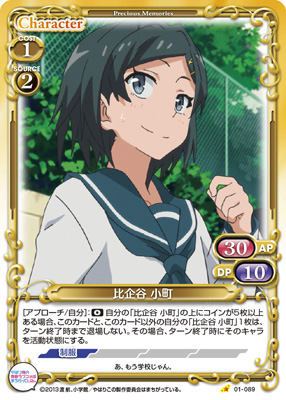 Precious Memories
Character
COST
1
SOURCE
2
30 AP
DP 10
比企谷 小町
[アプローチ/自分]:0 自分の「比企谷 小町」の上にコインが5枚以上
ある場合、このカードと、このカード以外の自分の「比企谷 小町」1枚は、
ターン終了時まで退場しない。その場合、ターン終了時にそのキャラ
を活動状態にする。
制服
あ、もう学校じゃん。
©2013 渡 航、小学館/やはりこの製作委員会はまちがっている。
01-089